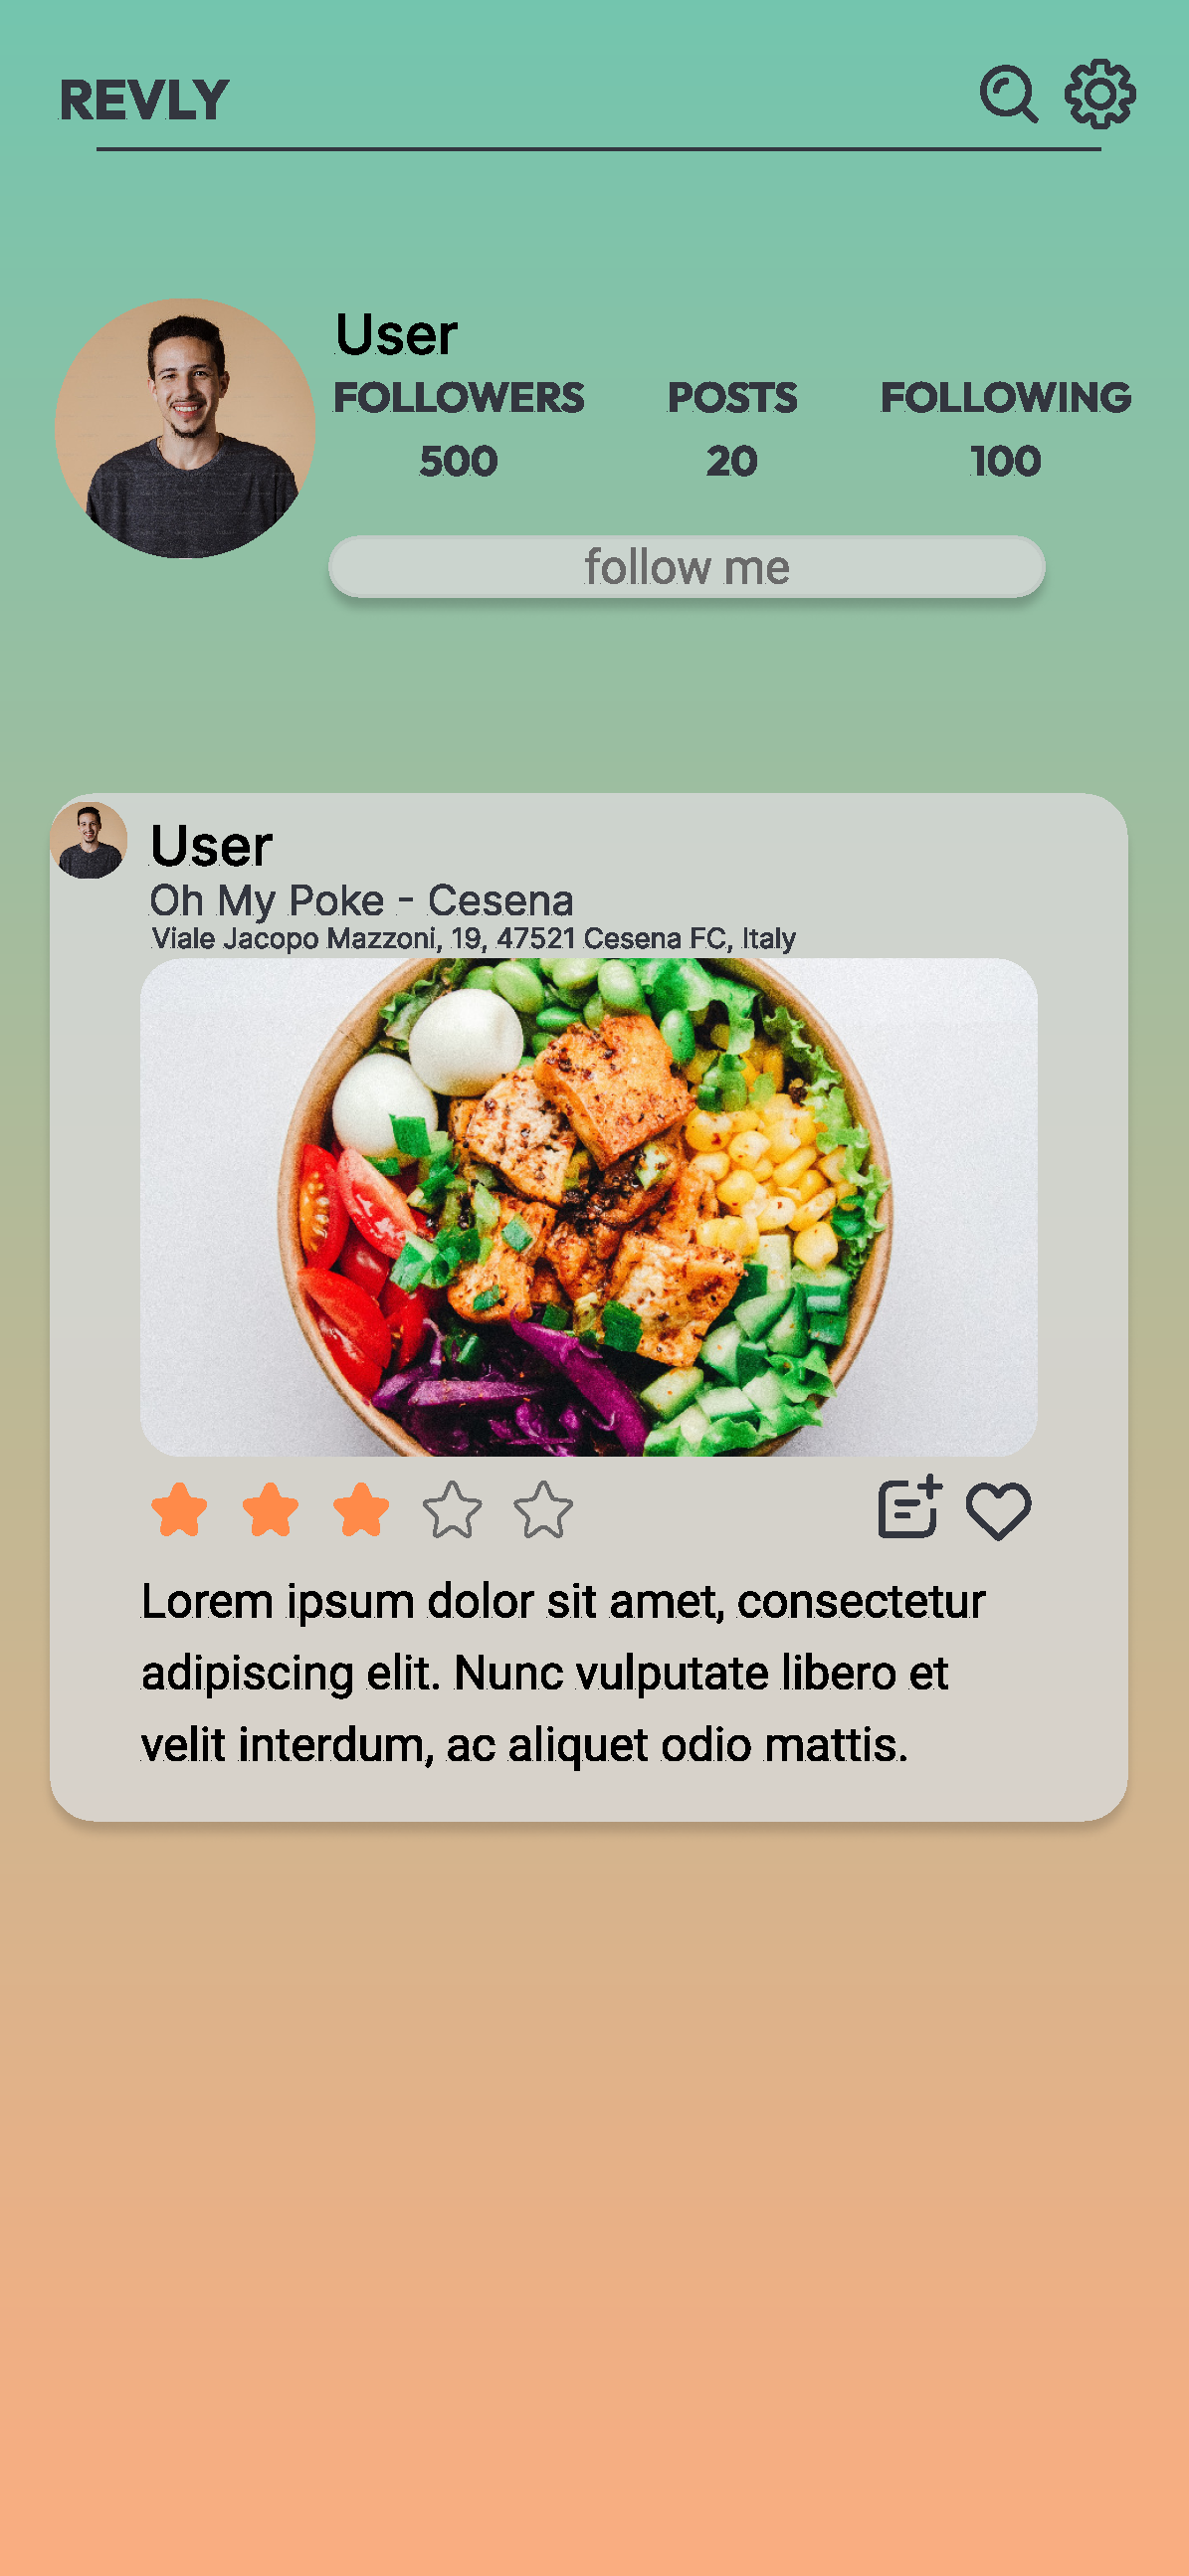 REVLY
User
FOLLOWERS POSTS FOLLOWING
500 20 100
follow me
User
Oh My Poke - Cesena
Viale Jacopo Mazzoni, 19, 47521 Cesena FC, Italy
Lorem ipsum dolor sit amet, consectetur
adipiscing elit. Nunc vulputate libero et
velit interdum, ac aliquet odio mattis.